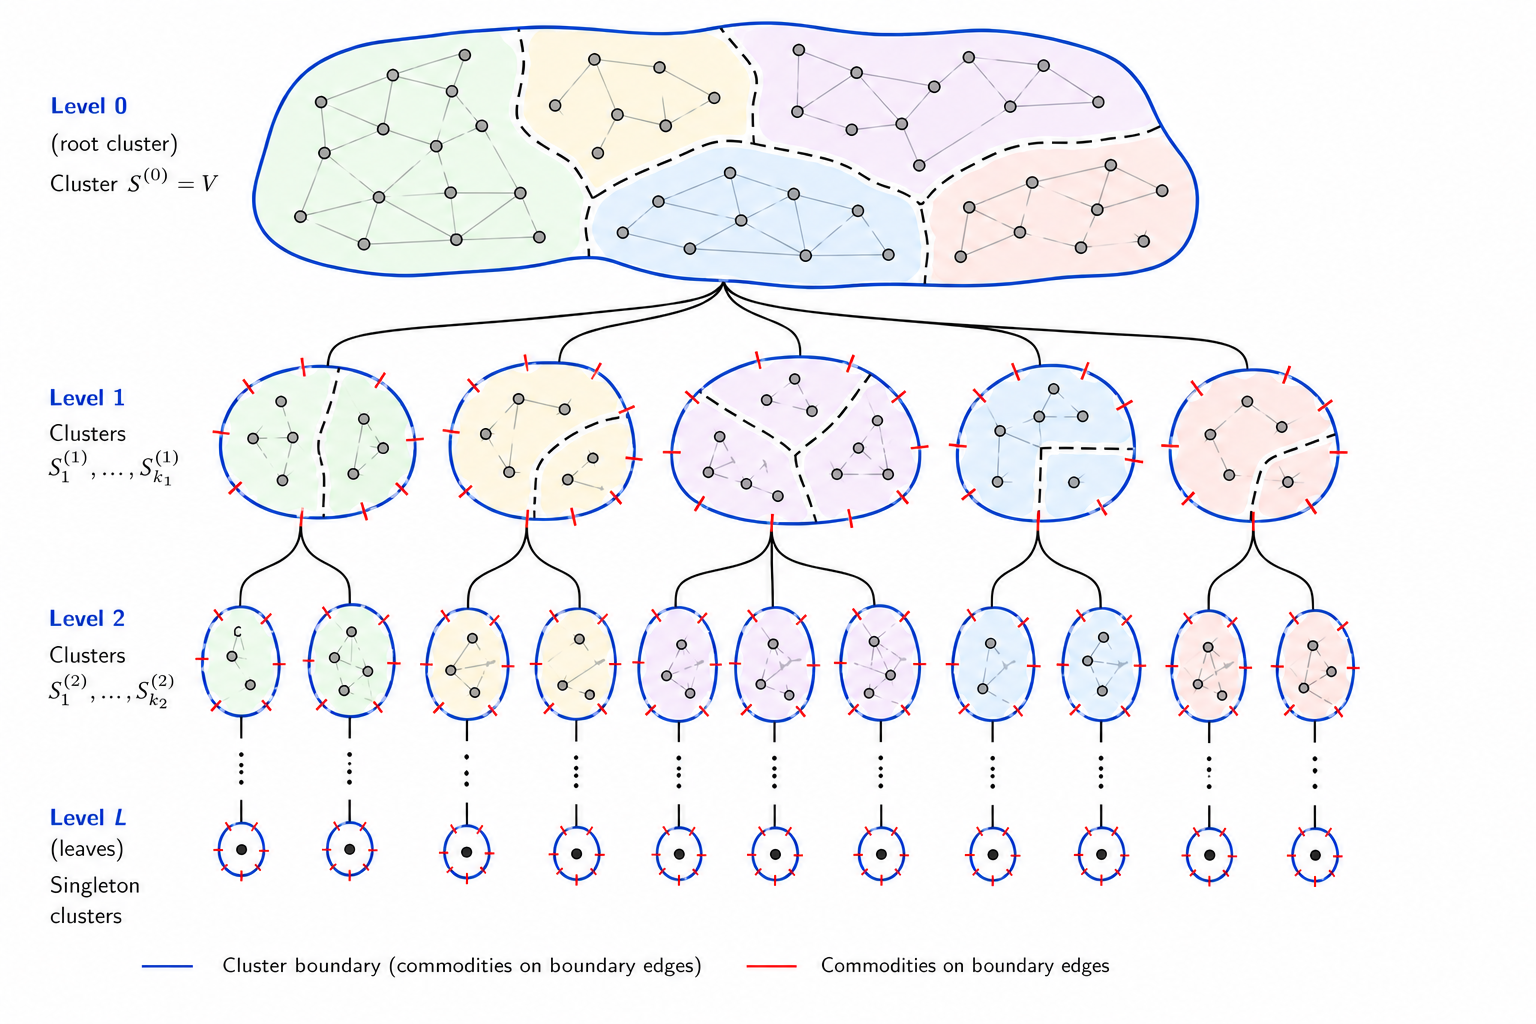 Level 0
(root cluster)
Cluster S^{(0)} = V
Level 1
Clusters
S_1^{(1)}, ..., S_{k_1}^{(1)}
Level 2
Clusters
S_1^{(2)}, ..., S_{k_2}^{(2)}
c
Level L
(leaves)
Singleton
clusters
Cluster boundary (commodities on boundary edges)
Commodities on boundary edges